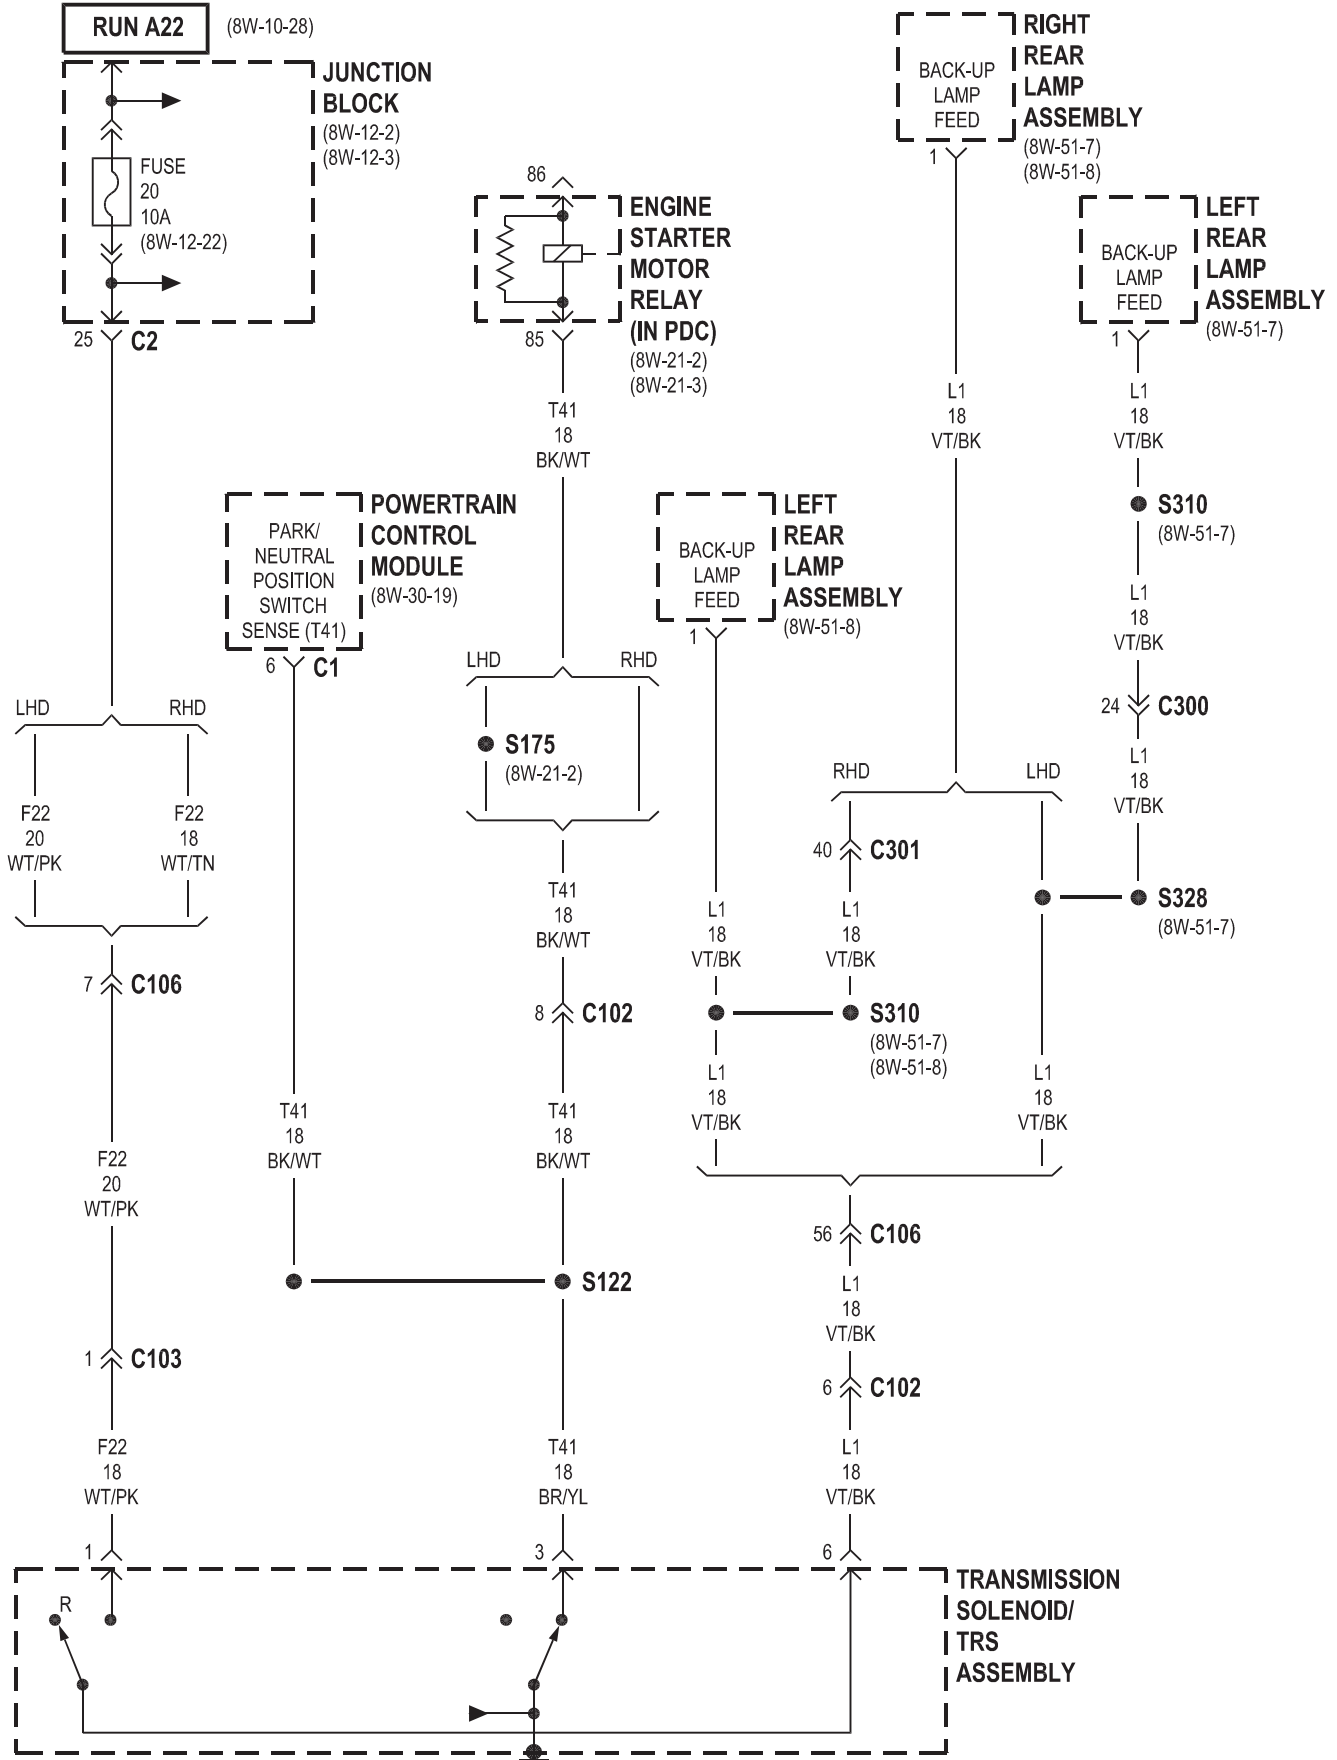 RUN A22
(8W-10-28)
JUNCTION
BLOCK
(8W-12-2)
(8W-12-3)
FUSE
20
10A
(8W-12-22)
25
C2
86
ENGINE
STARTER
MOTOR
RELAY
(IN PDC)
(8W-21-2)
(8W-21-3)
85
T41
18
BK/WT
BACK-UP
LAMP
FEED
RIGHT
REAR
LAMP
ASSEMBLY
(8W-51-7)
(8W-51-8)
1
L1
18
VT/BK
BACK-UP
LAMP
FEED
LEFT
REAR
LAMP
ASSEMBLY
(8W-51-7)
1
L1
18
VT/BK
S310
(8W-51-7)
L1
18
VT/BK
24
C300
L1
18
VT/BK
PARK/
NEUTRAL
POSITION
SWITCH
SENSE (T41)
POWERTRAIN
CONTROL
MODULE
(8W-30-19)
6
C1
BACK-UP
LAMP
FEED
LEFT
REAR
LAMP
ASSEMBLY
(8W-51-8)
1
LHD
RHD
F22
20
WT/PK
F22
18
WT/TN
LHD
RHD
S175
(8W-21-2)
RHD
LHD
40
C301
S328
(8W-51-7)
T41
18
BK/WT
L1
18
VT/BK
L1
18
VT/BK
7
C106
8
C102
S310
(8W-51-7)
(8W-51-8)
L1
18
VT/BK
L1
18
VT/BK
F22
20
WT/PK
T41
18
BK/WT
T41
18
BK/WT
56
C106
S122
L1
18
VT/BK
1
C103
6
C102
F22
18
WT/PK
T41
18
BR/YL
L1
18
VT/BK
1
3
6
R
TRANSMISSION
SOLENOID/
TRS
ASSEMBLY